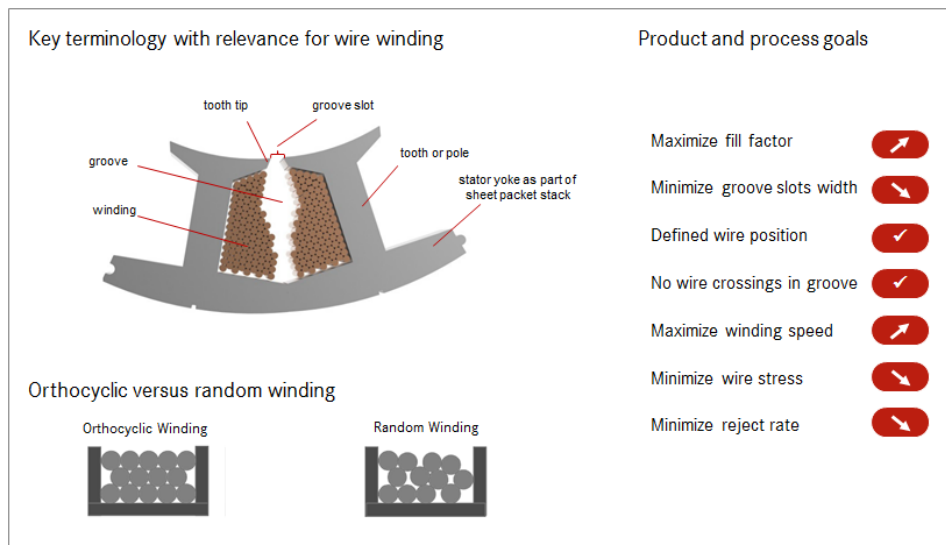 Key terminology with relevance for wire winding
Product and process goals
tooth tip
groove slot
groove
tooth or pole
stator yoke as part of
sheet packet stack
winding
Maximize fill factor
Minimize groove slots width
Defined wire position
No wire crossings in groove
Maximize winding speed
Minimize wire stress
Minimize reject rate
Orthocyclic versus random winding
Orthocyclic Winding
Random Winding